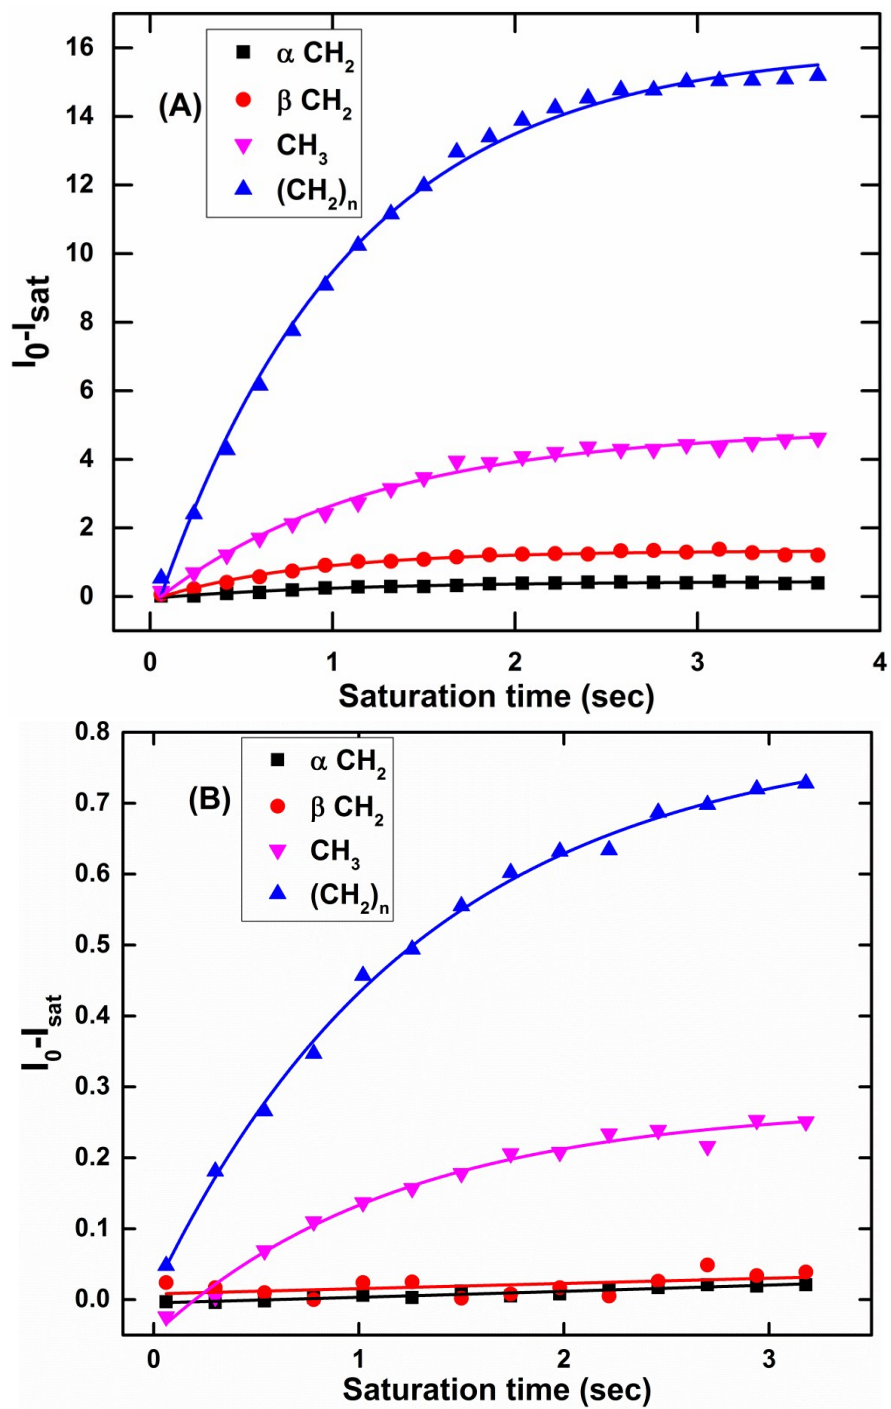 (A)
α CH2
β CH2
CH3
(CH2)n
16
14
12
10
8
6
4
2
0
I0-Isat
0 1 2 3 4
Saturation time (sec)
(B)
α CH2
β CH2
CH3
(CH2)n
0.8
0.7
0.6
0.5
0.4
0.3
0.2
0.1
0.0
I0-Isat
0 1 2 3
Saturation time (sec)